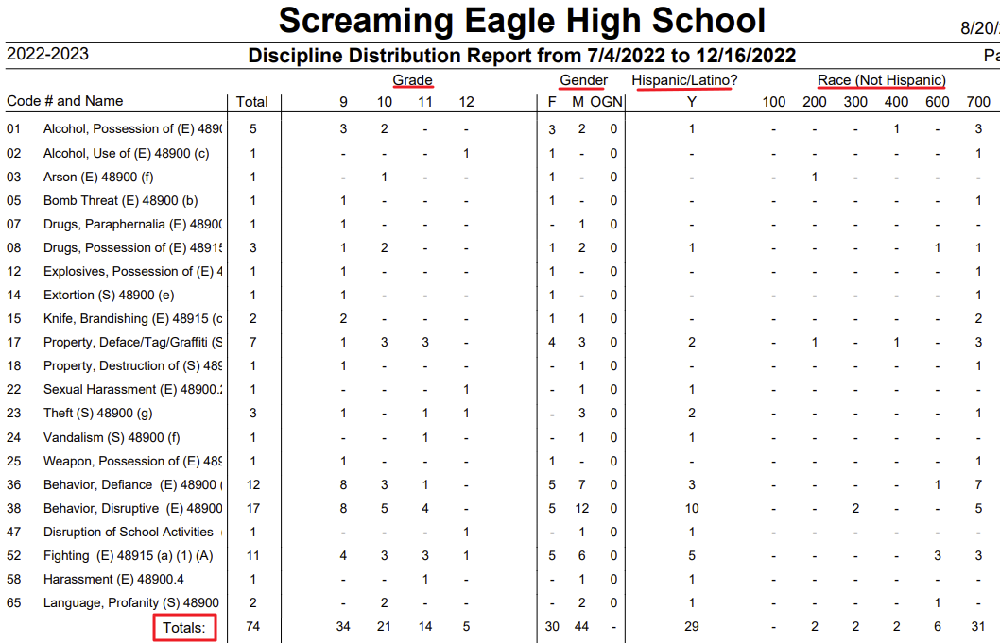 Screaming Eagle High School
8/20/
2022-2023 Discipline Distribution Report from 7/4/2022 to 12/16/2022
Grade Gender Hispanic/Latino? Race (Not Hispanic)
Code # and Name Total 9 10 11 12 F M OGN Y 100 200 300 400 600 700
01 Alcohol, Possession of (E) 4890 5 3 2 - - 3 2 0 1 - - - 1 - 3
02 Alcohol, Use of (E) 48900 (c) 1 - - - 1 1 - 0 - - - - - - 1
03 Arson (E) 48900 (f) 1 - 1 - - 1 - 0 - - 1 - - - -
05 Bomb Threat (E) 48900 (b) 1 1 - - - 1 - 0 - - - - - - 1
07 Drugs, Paraphernalia (E) 48900 1 1 - - - - 1 0 - - - - - - 1
08 Drugs, Possession of (E) 48915 3 1 2 - - 1 2 0 1 - - - - 1 1
12 Explosives, Possession of (E) 4 1 1 - - - 1 - 0 - - - - - - 1
14 Extortion (S) 48900 (e) 1 1 - - - 1 - 0 - - - - - - 1
15 Knife, Brandishing (E) 48915 (c 2 2 - - - 1 1 0 - - - - - - 2
17 Property, Deface/Tag/Graffiti (S 7 1 3 3 - 4 3 0 2 - 1 - 1 - 3
18 Property, Destruction of (S) 489 1 1 - - - - 1 0 - - - - - - 1
22 Sexual Harassment (E) 48900.2 1 - - - 1 - 1 0 1 - - - - - -
23 Theft (S) 48900 (g) 3 1 - 1 1 - 3 0 2 - - - - - 1
24 Vandalism (S) 48900 (f) 1 - - 1 - - 1 0 1 - - - - - -
25 Weapon, Possession of (E) 489 1 1 - - - 1 - 0 - - - - - - 1
36 Behavior, Defiance (E) 48900 ( 12 8 3 1 - 5 7 0 3 - - - - 1 7
38 Behavior, Disruptive (E) 48900 17 8 5 4 - 5 12 0 10 - - 2 - - 5
47 Disruption of School Activities 1 - - - 1 - 1 0 1 - - - - - -
52 Fighting (E) 48915 (a) (1) (A) 11 4 3 3 1 5 6 0 5 - - - - 3 3
58 Harassment (E) 48900.4 1 - - 1 - - 1 0 1 - - - - - -
65 Language, Profanity (S) 48900 2 - 2 - - - 2 0 1 - - - - 1 -
Totals: 74 34 21 14 5 30 44 - 29 - 2 2 2 6 31